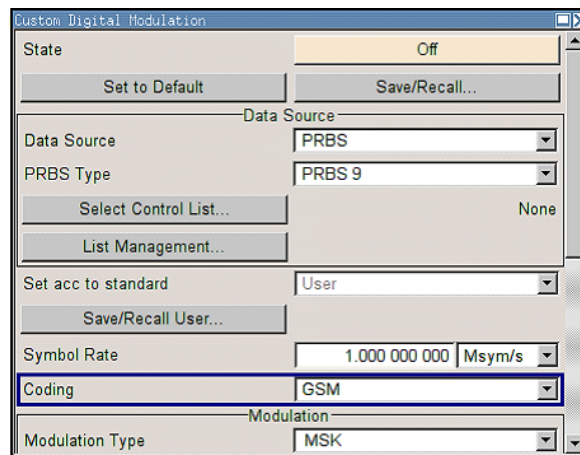 Custom Digital Modulation
State Off
Set to Default Save/Recall...
Data Source
Data Source PRBS
PRBS Type PRBS 9
Select Control List... None
List Management...
Set acc to standard User
Save/Recall User...
Symbol Rate 1.000 000 000 Msym/s
Coding GSM
Modulation
Modulation Type MSK